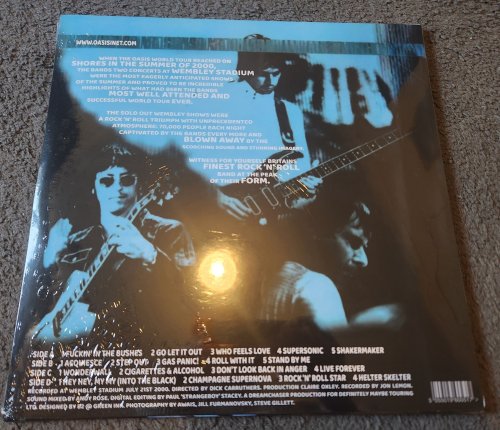 WWW.OASISINET.COM
WHEN THE OASIS WORLD TOUR REACHED ON
SHORES IN THE SUMMER OF 2000,
THE BANDS TWO CONCERTS AT WEMBLEY STADIUM
WERE THE MOST EAGERLY ANTICIPATED SHOWS
OF THE SUMMER AND PROVED TO BE INCREDIBLE
HIGHLIGHTS OF WHAT HAD BEEN THE BANDS
MOST WELL ATTENDED AND
SUCCESSFUL WORLD TOUR EVER.
THE SOLD OUT WEMBLEY SHOWS WERE
A ROCK'N'ROLL TRIUMPH WITH UNPRECEDENTED
ATMOSPHERE; 70,000 PEOPLE EACH NIGHT
CAPTIVATED BY THE BANDS EVERY MOVE AND
BLOWN AWAY BY THE
SCORCHING SOUND AND STUNNING IMAGERY.
WITNESS FOR YOURSELF BRITAINS
FINEST ROCK'N'ROLL
BAND AT THE PEAK
OF THEIR FORM.
SIDE A 1 FUCKIN' IN THE BUSHES 2 GO LET IT OUT 3 WHO FEELS LOVE 4 SUPERSONIC 5 SHAKERMAKER
SIDE B 1 ACQUIESCE 2 STEP OUT 3 GAS PANIC! 4 ROLL WITH IT 5 STAND BY ME
SIDE C 1 WONDERWALL 2 CIGARETTES & ALCOHOL 3 DON'T LOOK BACK IN ANGER 4 LIVE FOREVER
SIDE D 1 HEY HEY, MY MY (INTO THE BLACK) 2 CHAMPAGNE SUPERNOVA 3 ROCK 'N' ROLL STAR 4 HELTER SKELTER
RECORDED AT WEMBLEY STADIUM JULY 21ST 2000. DIRECTED BY DICK CARRUTHERS. PRODUCTION CLAIRE OXLEY. RECORDED BY JON LEMON.
SOUND MIXED BY ANDY ROSE. DIGITAL EDITING BY PAUL 'STRANGEBOY' STACEY. A DREAMCHASER PRODUCTION FOR DEFINITELY MAYBE TOURING
LTD. DESIGNED BY @ GREEN INK. PHOTOGRAPHY BY AWAIS, JILL FURMANOVSKY, STEVE GILLETT.